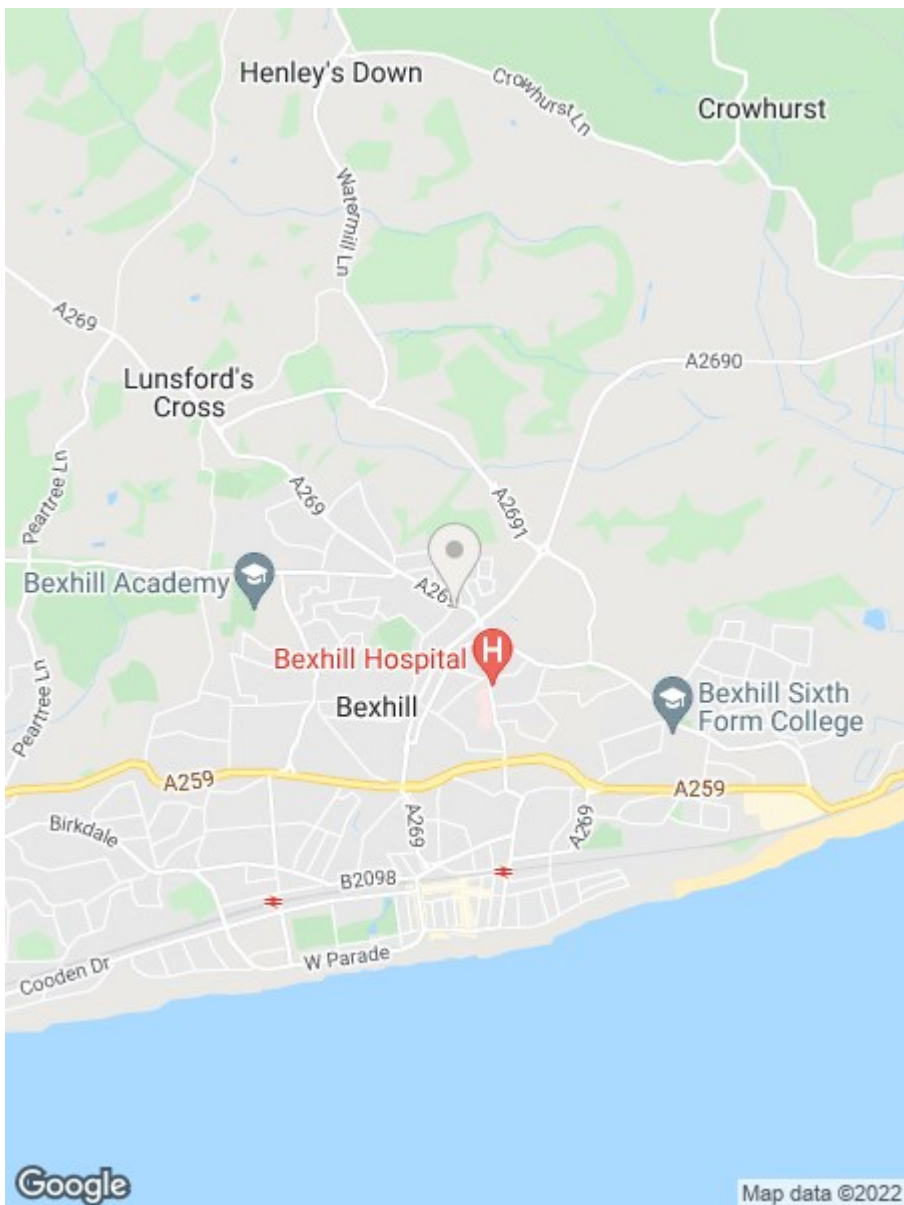 Henley's Down
Crowhurst Ln
Crowhurst
Watermill Ln
A269
A2690
Lunsford's
Cross
Peartree Ln
A269
A2691
Bexhill Academy
A269
H
Bexhill Hospital
Bexhill
Bexhill Sixth
Form College
Peartree Ln
A259
A259
Birkdale
A269
A269
B2098
W Parade
Cooden Dr
Google
Map data ©2022